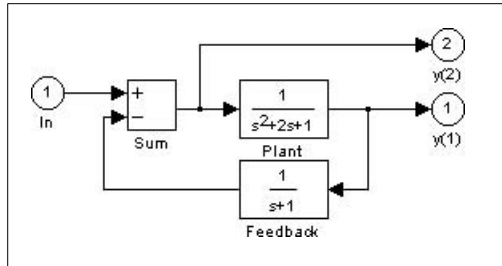 2
y(2)
1
In
+
−
Sum
1
s²+2s+1
Plant
1
y(1)
1
s+1
Feedback